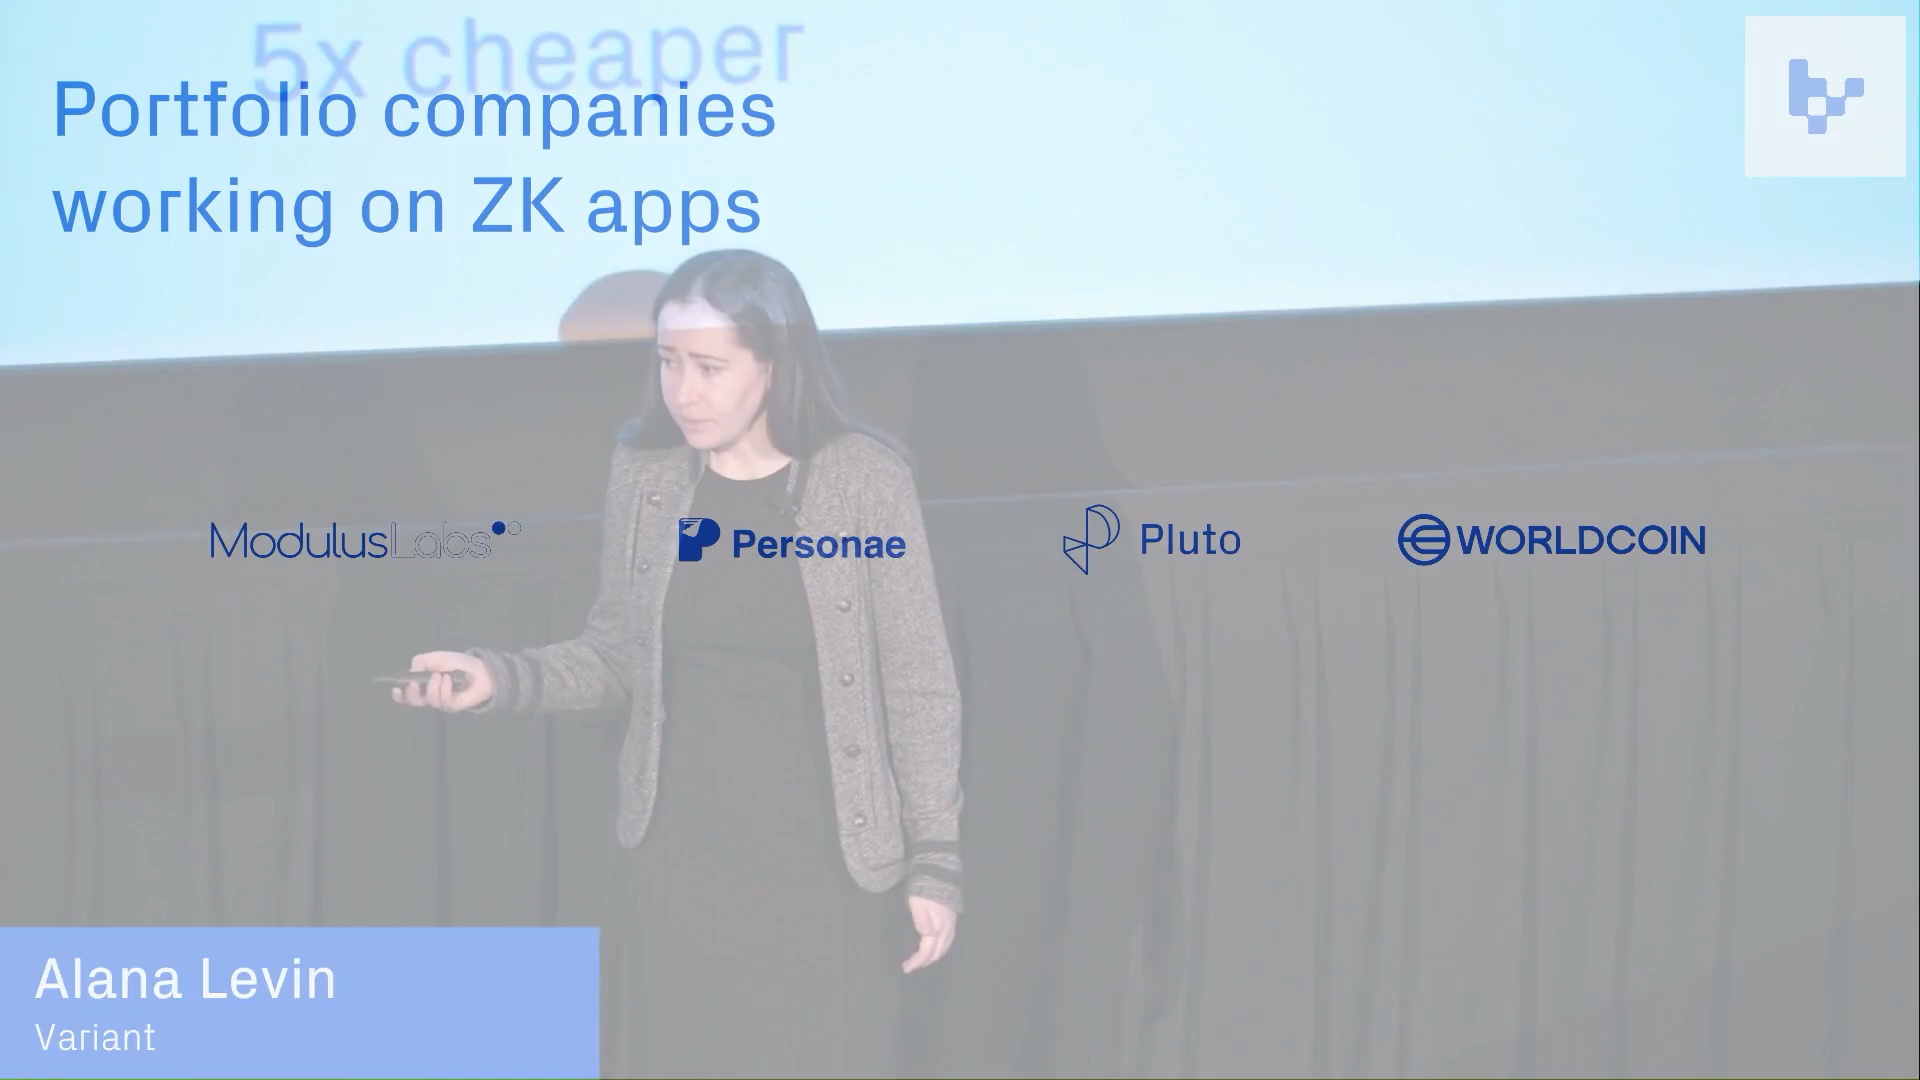 5x cheaper
Portfolio companies
working on ZK apps
ModulusLabs
Personae
Pluto
WORLDCOIN
Alana Levin
Variant